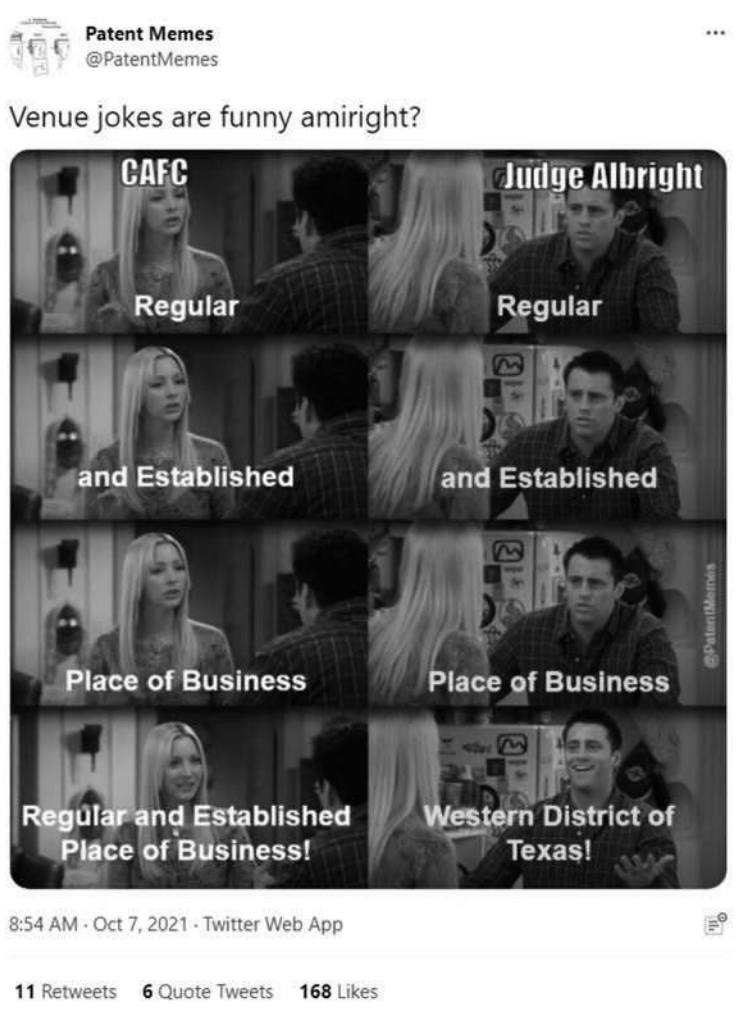 Patent Memes
@PatentMemes
Venue jokes are funny amiright?
CAFC
Judge Albright
Regular
Regular
and Established
and Established
Place of Business
Place of Business
@PatentMemes
Regular and Established
Place of Business!
Western District of
Texas!
8:54 AM · Oct 7, 2021 · Twitter Web App
11 Retweets 6 Quote Tweets 168 Likes